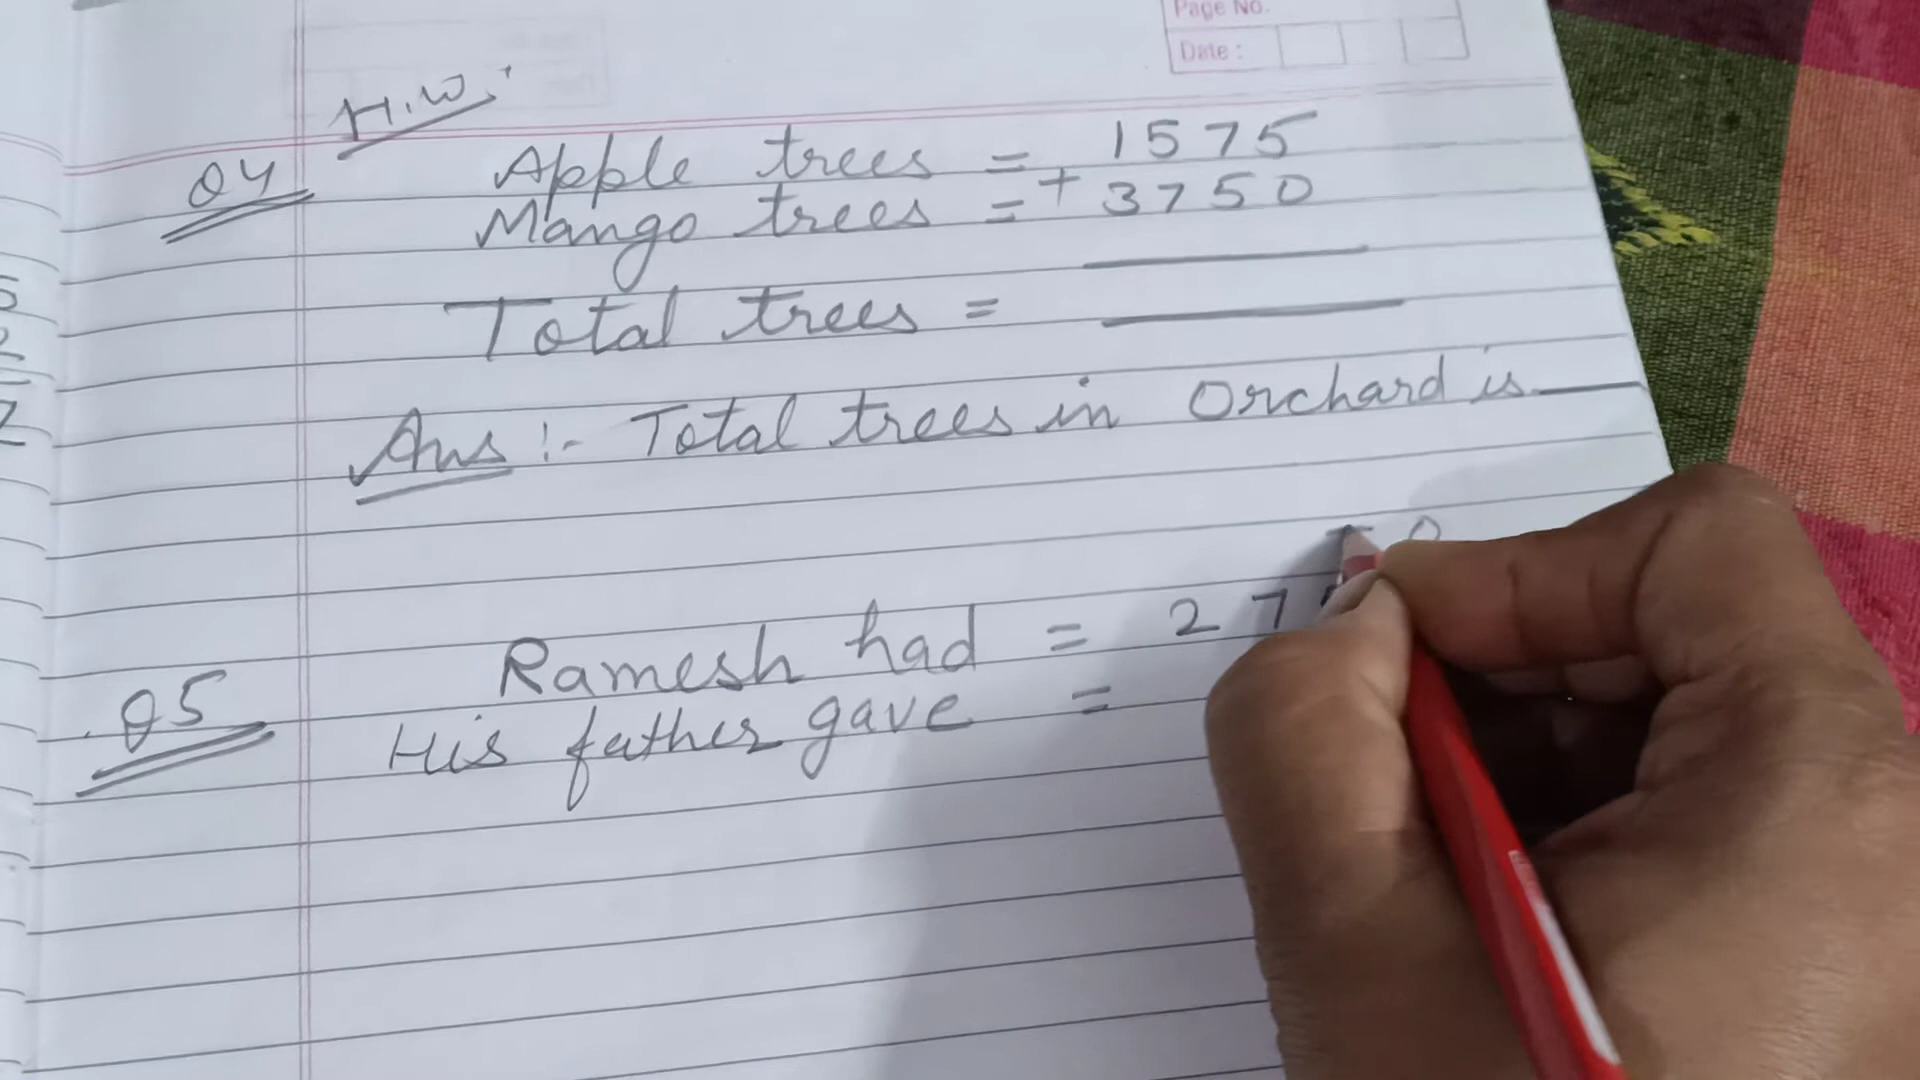 Page No.
Date :
H.W.
Q4 Apple trees = 1575
Mango trees = + 3750
Total trees =
Ans :- Total trees in Orchard is
Q5 Ramesh had = 2750
His father gave =